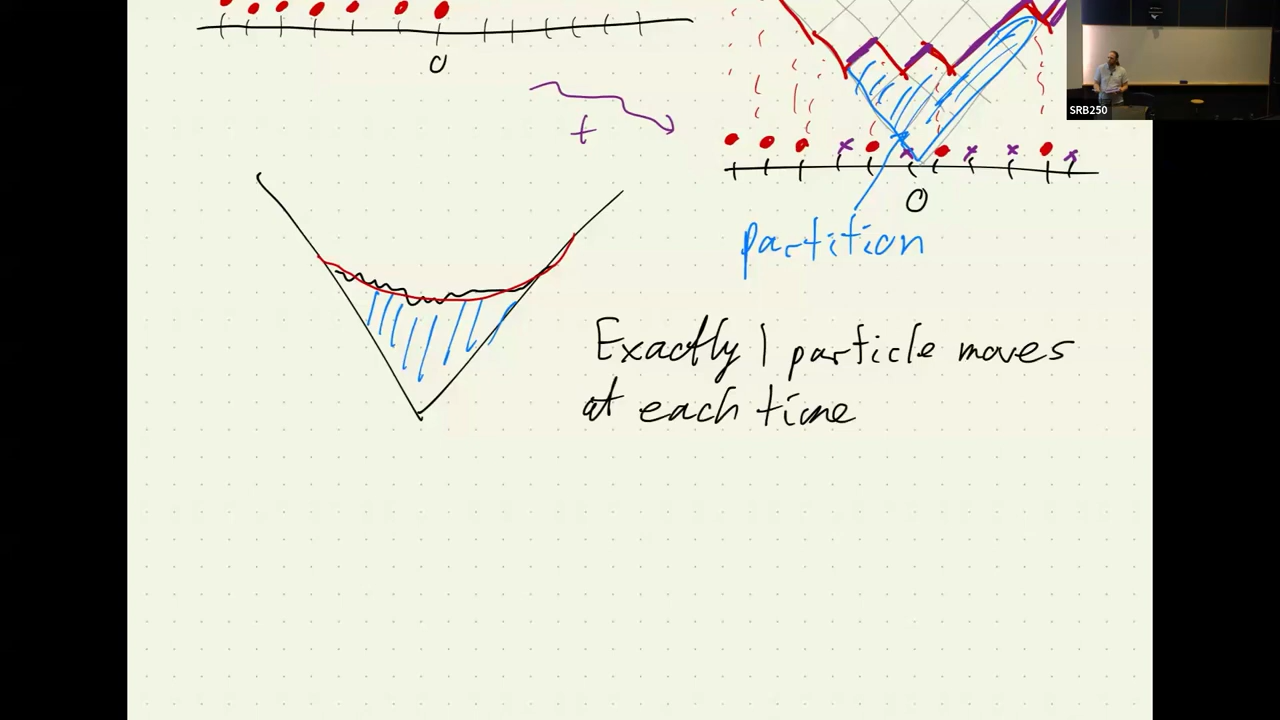 SRB250
0
t
0
partition
Exactly 1 particle moves
at each time